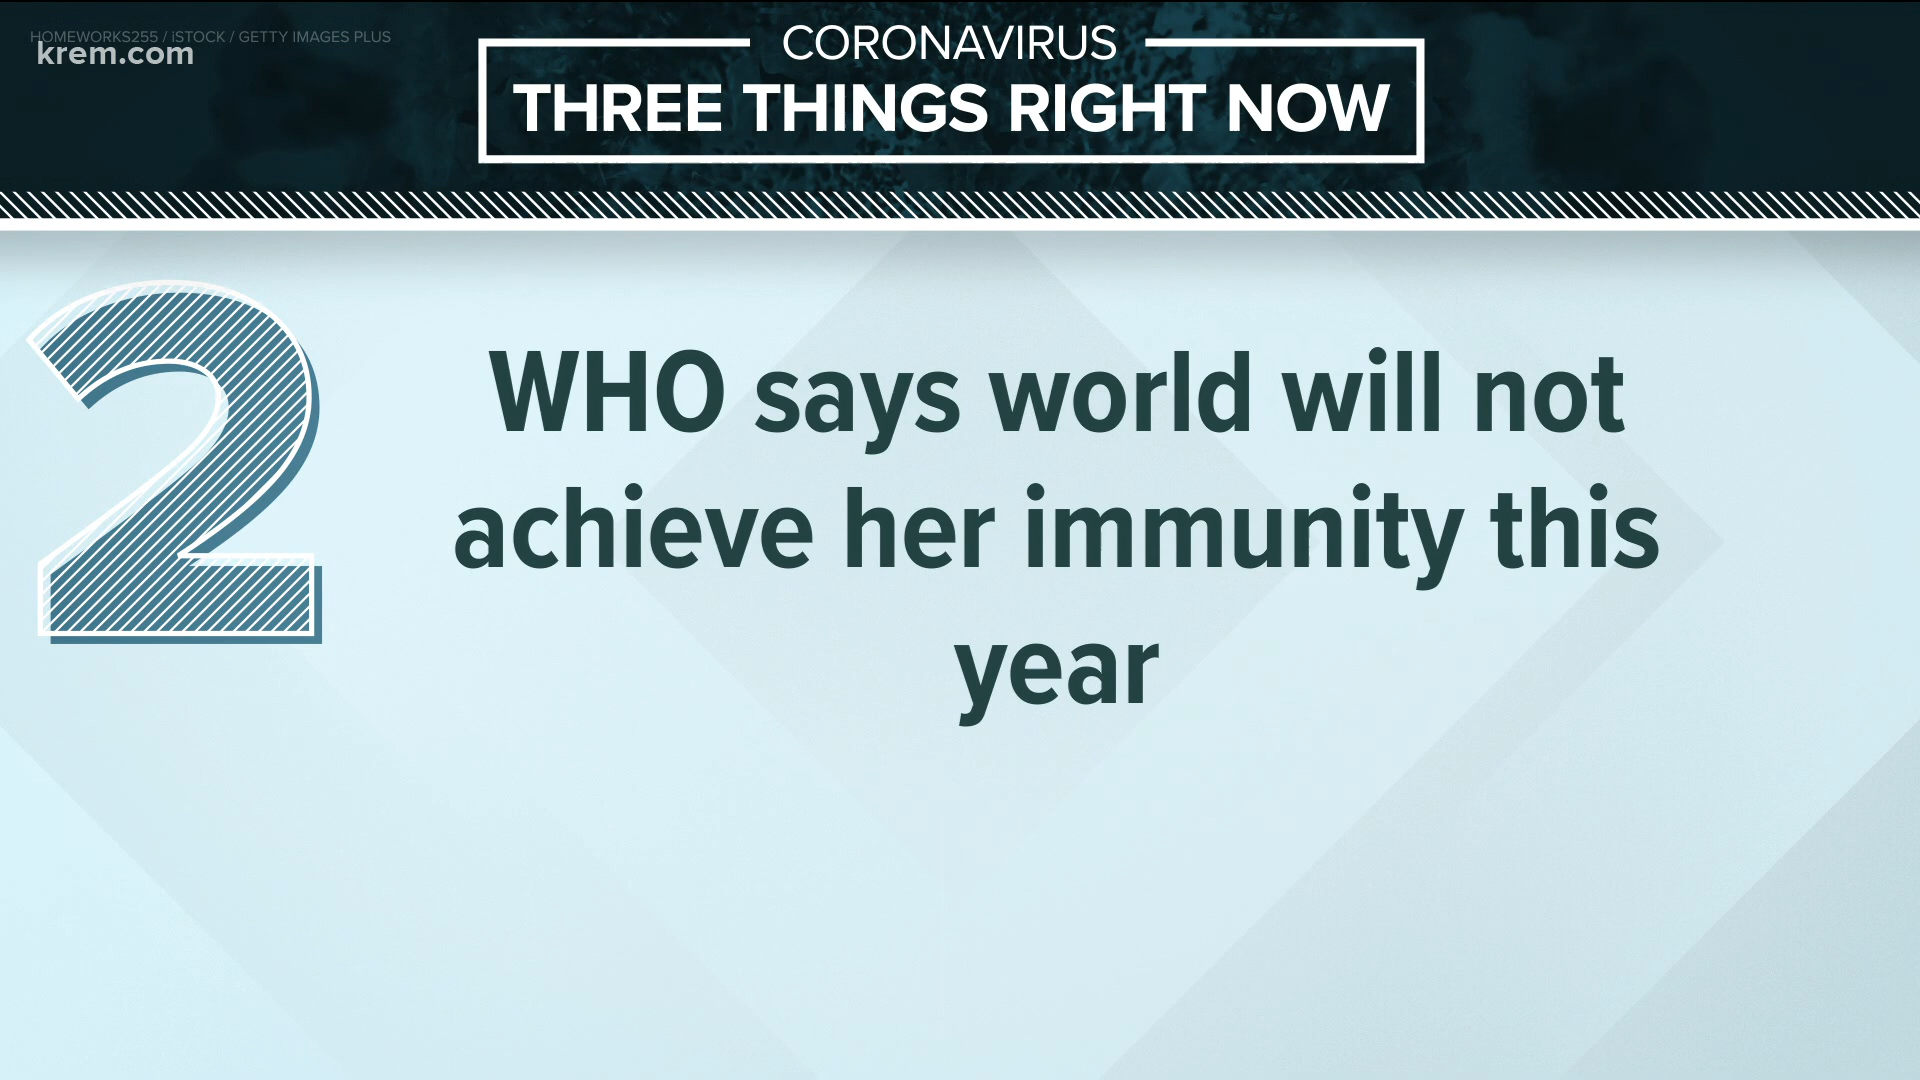 HOMEWORKS255 / iSTOCK / GETTY IMAGES PLUS
krem.com
CORONAVIRUS
THREE THINGS RIGHT NOW
2
WHO says world will not
achieve her immunity this
year